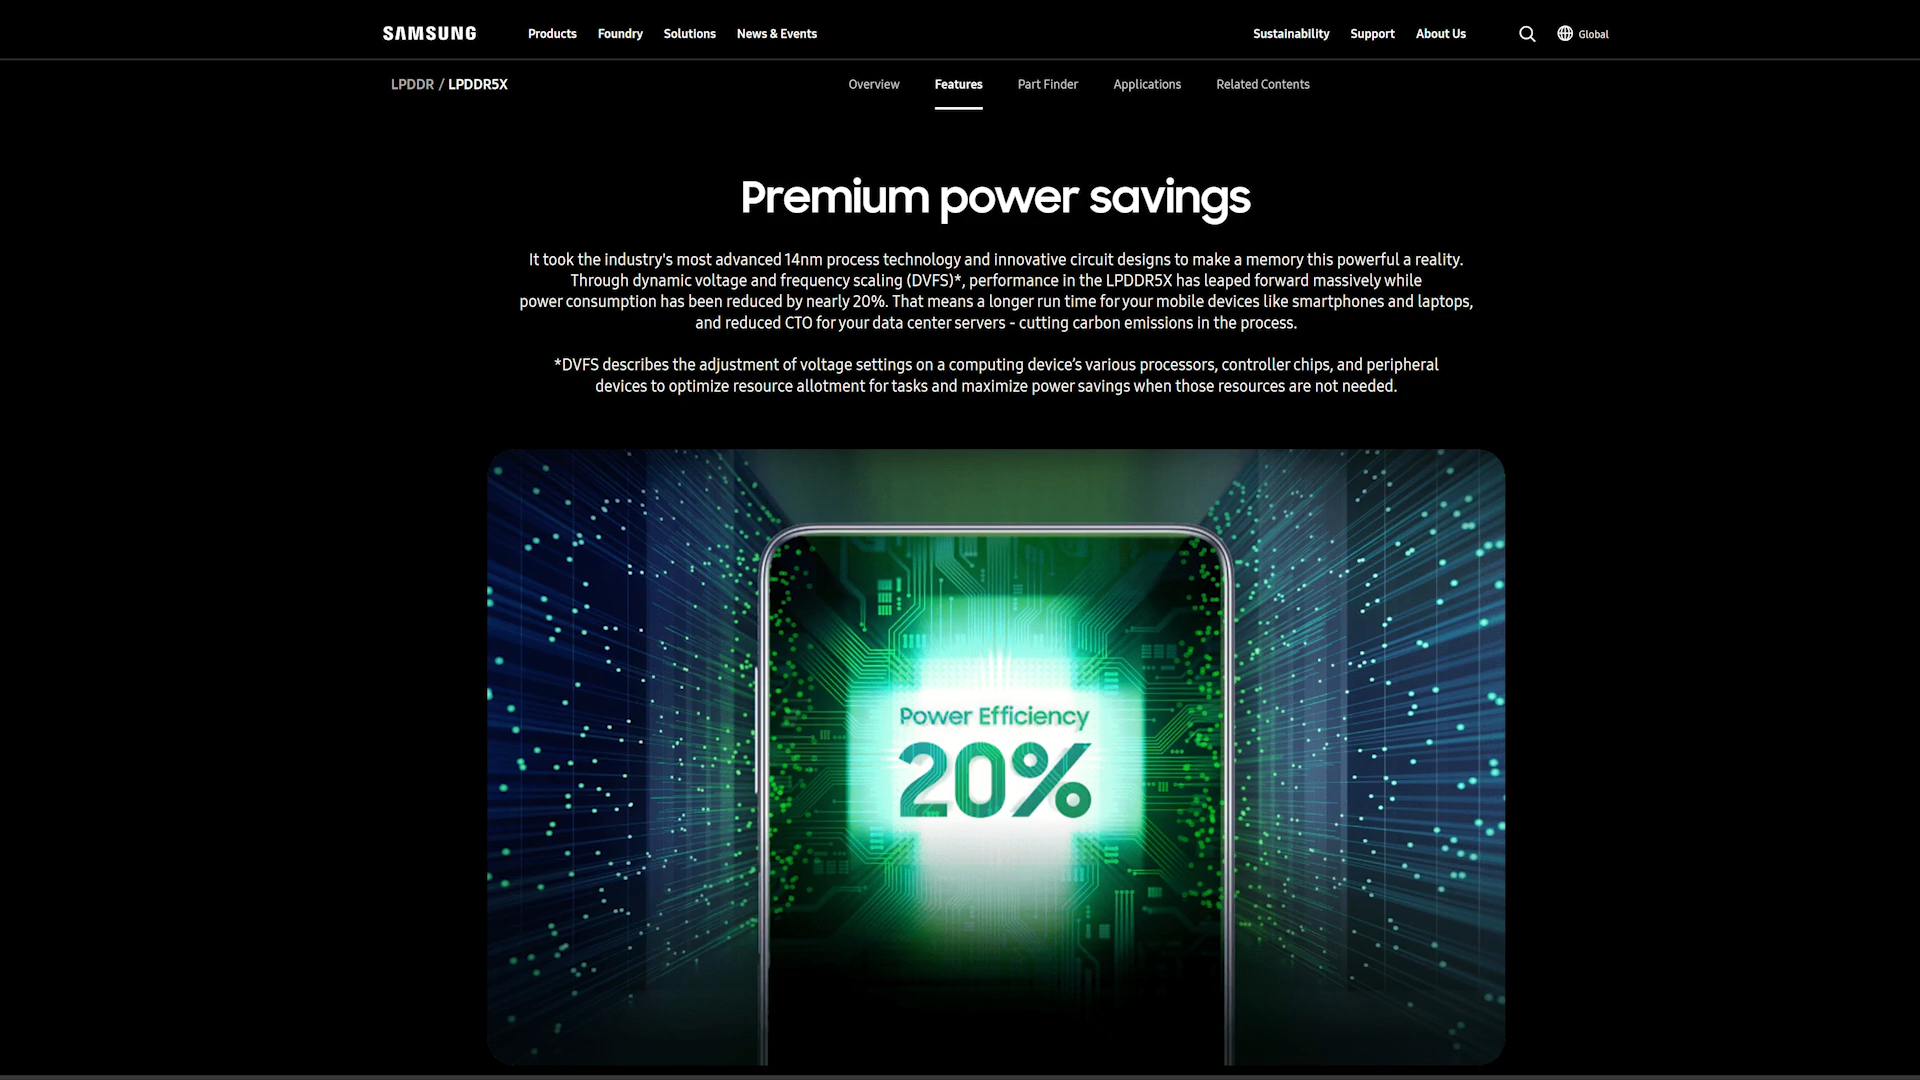 SAMSUNG
Products Foundry Solutions News & Events
Sustainability Support About Us Global
LPDDR / LPDDR5X
Overview Features Part Finder Applications Related Contents
Premium power savings
It took the industry's most advanced 14nm process technology and innovative circuit designs to make a memory this powerful a reality.
Through dynamic voltage and frequency scaling (DVFS)*, performance in the LPDDR5X has leaped forward massively while
power consumption has been reduced by nearly 20%. That means a longer run time for your mobile devices like smartphones and laptops,
and reduced CTO for your data center servers - cutting carbon emissions in the process.
*DVFS describes the adjustment of voltage settings on a computing device’s various processors, controller chips, and peripheral
devices to optimize resource allotment for tasks and maximize power savings when those resources are not needed.
Power Efficiency
20%